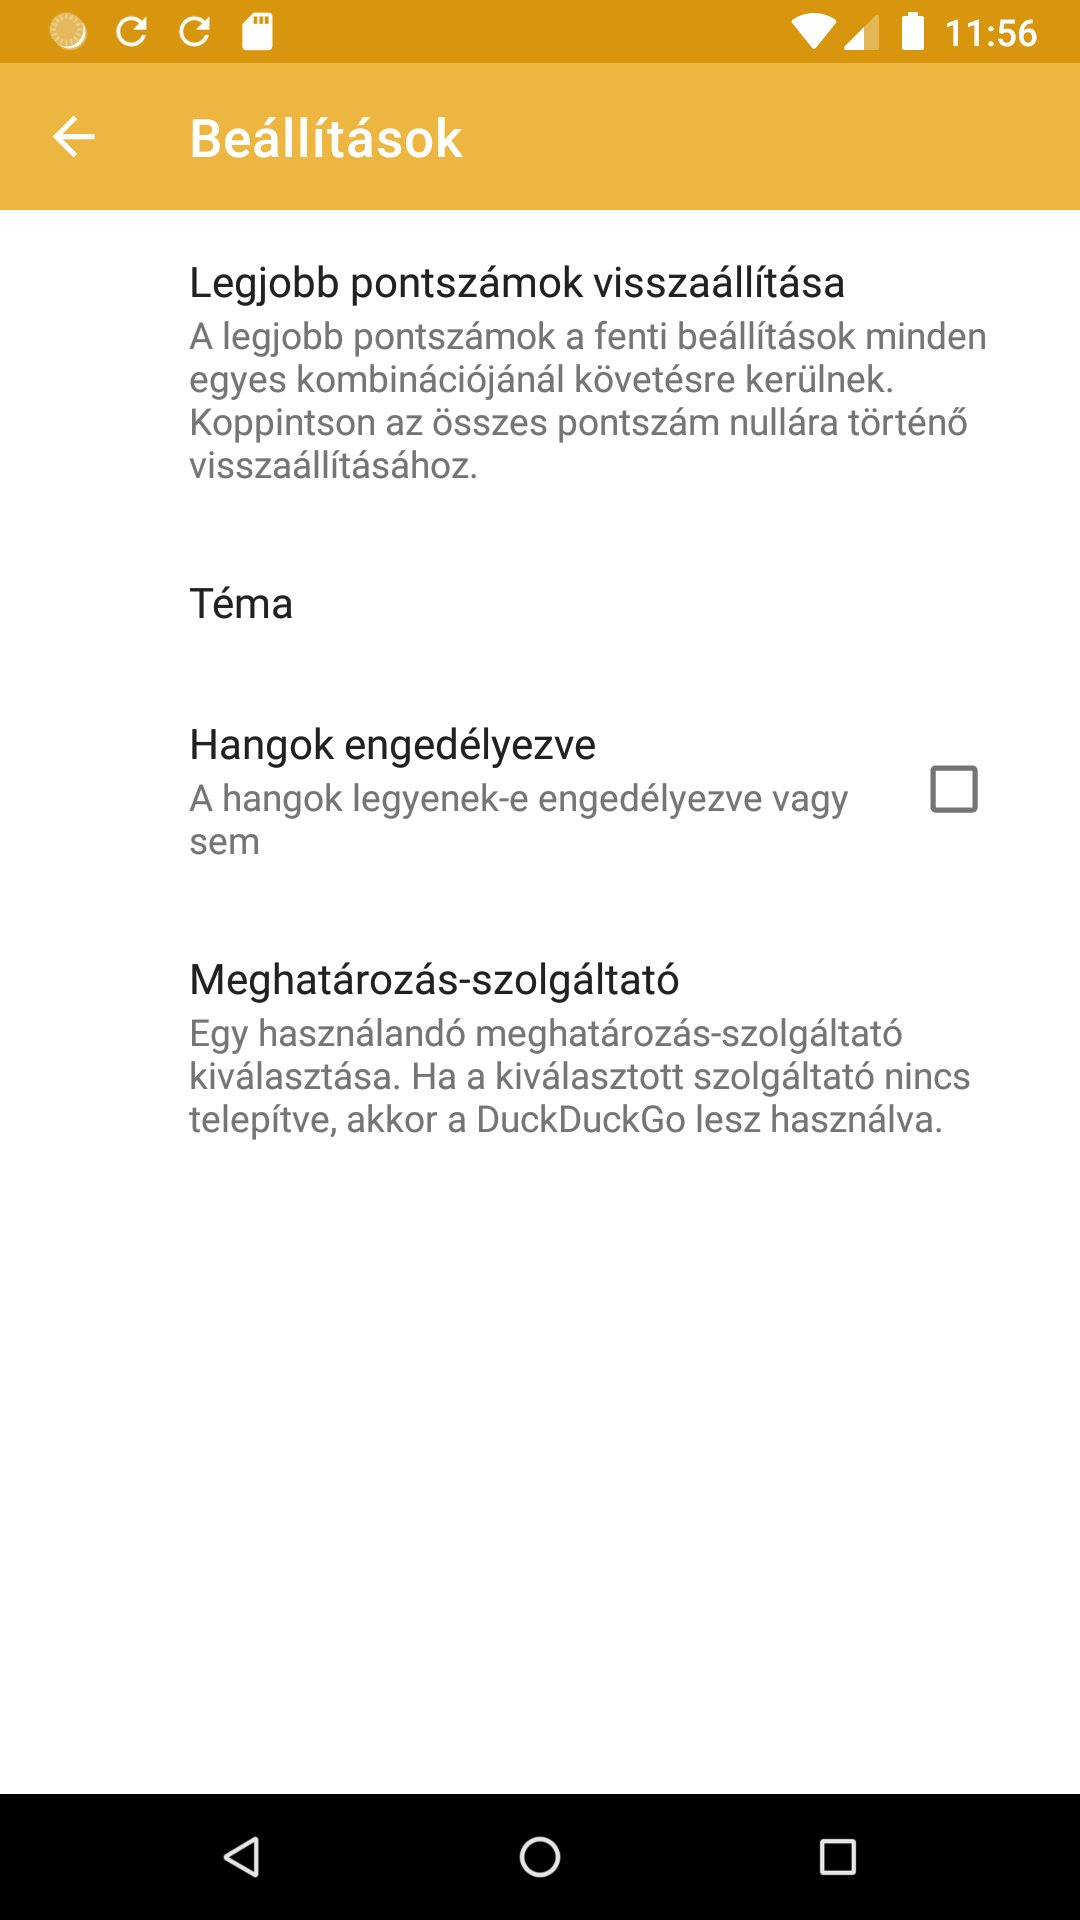 11:56
Beállítások
Legjobb pontszámok visszaállítása
A legjobb pontszámok a fenti beállítások minden
egyes kombinációjánál követésre kerülnek.
Koppintson az összes pontszám nullára történő
visszaállításához.
Téma
Hangok engedélyezve
A hangok legyenek-e engedélyezve vagy
sem
Meghatározás-szolgáltató
Egy használandó meghatározás-szolgáltató
kiválasztása. Ha a kiválasztott szolgáltató nincs
telepítve, akkor a DuckDuckGo lesz használva.